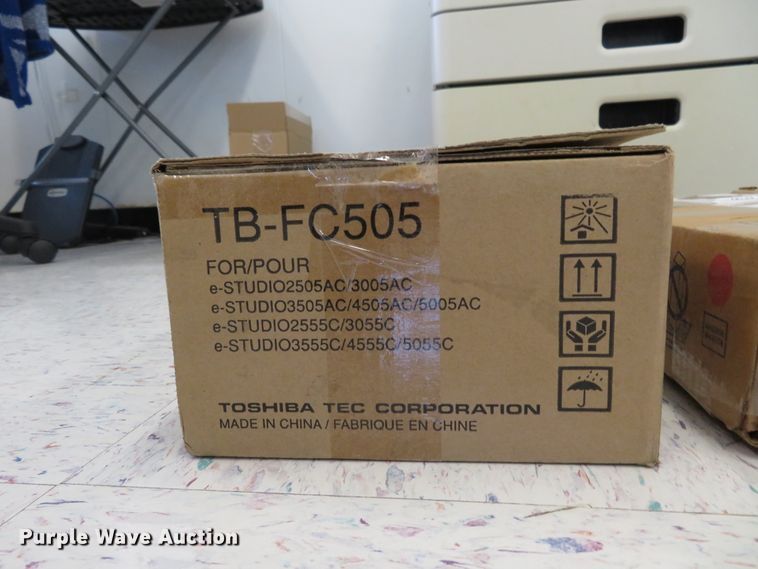 TB-FC505
FOR/POUR
e-STUDIO2505AC/3005AC
e-STUDIO3505AC/4505AC/5005AC
e-STUDIO2555C/3055C
e-STUDIO3555C/4555C/5055C
TOSHIBA TEC CORPORATION
MADE IN CHINA / FABRIQUE EN CHINE
Purple Wave Auction